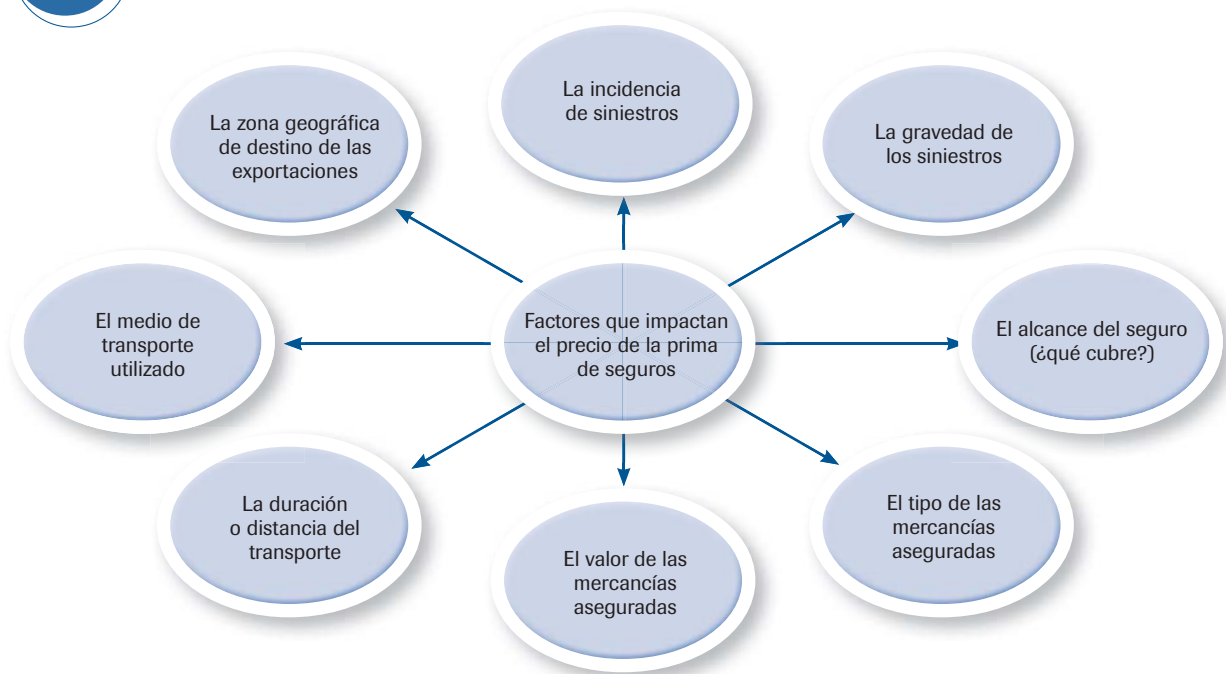 La incidencia
de siniestros
La zona geográfica
de destino de las
exportaciones
La gravedad de
los siniestros
El medio de
transporte
utilizado
Factores que impactan
el precio de la prima
de seguros
El alcance del seguro
(¿qué cubre?)
La duración
o distancia del
transporte
El valor de las
mercancías
aseguradas
El tipo de las
mercancías
aseguradas